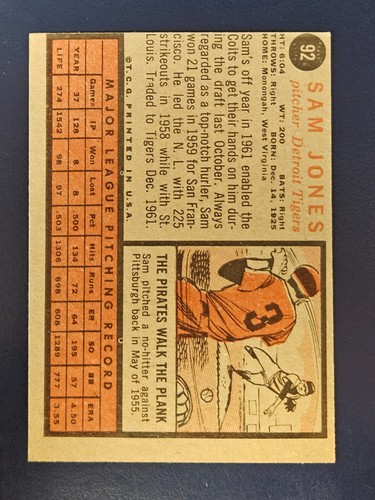 92
SAM JONES
pitcher Detroit Tigers
HT: 6:04 WT: 200 BATS: Right
THROWS: Right BORN: Dec. 14, 1925
HOME: Monongah, West Virginia
Sam's off year in 1961 enabled the
Colts to get their hands on him dur-
ing the draft last October. Always
regarded as a top-notch hurler, Sam
won 21 games in 1959 for San Fran-
cisco. He led the N. L. with 225
strikeouts in 1958 while with St.
Louis. Traded to Tigers Dec. 1961.
©T.C.G. PRINTED IN U.S.A.
3
THE PIRATES WALK THE PLANK
Sam pitched a no-hitter against
Pittsburgh back in May of 1955.
MAJOR LEAGUE PITCHING RECORD
Games IP Won Lost Pct Hits Runs ER SO BB ERA
YEAR 37 128 8 8 .500 134 72 64 195 57 4.50
LIFE 274 1542 98 97 .503 1306 698 608 1289 777 3.55